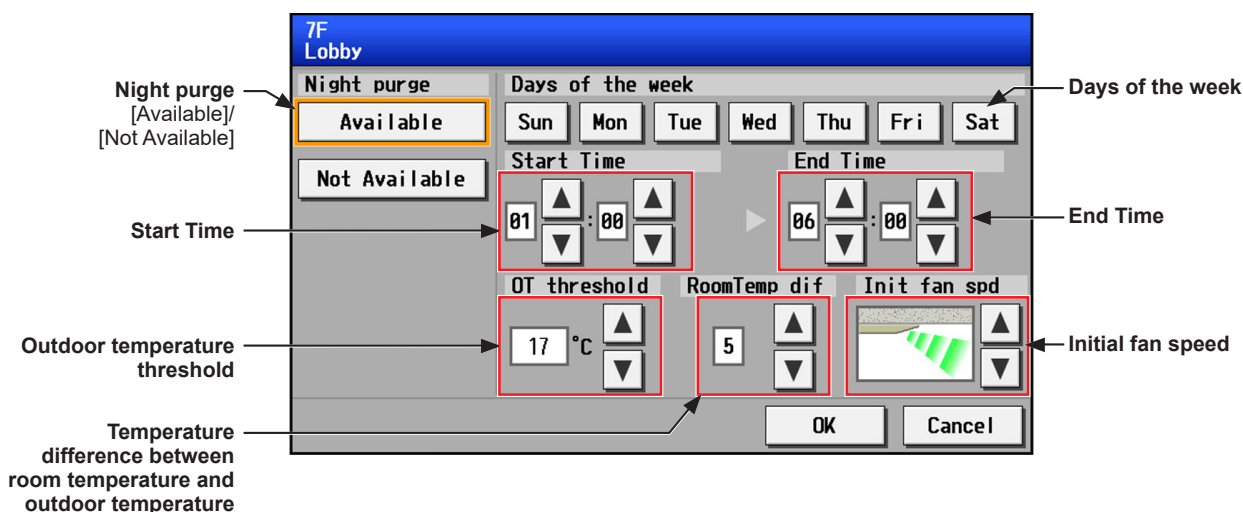 7F
Lobby
Night purge
[Available]/
[Not Available]
Night purge
Available
Not Available
Days of the week
Sun Mon Tue Wed Thu Fri Sat
Days of the week
Start Time
Start Time
01 : 00
End Time
06 : 00
End Time
Outdoor temperature
threshold
OT threshold
17 °C
RoomTemp dif
5
Init fan spd
Initial fan speed
Temperature
difference between
room temperature and
outdoor temperature
OK Cancel